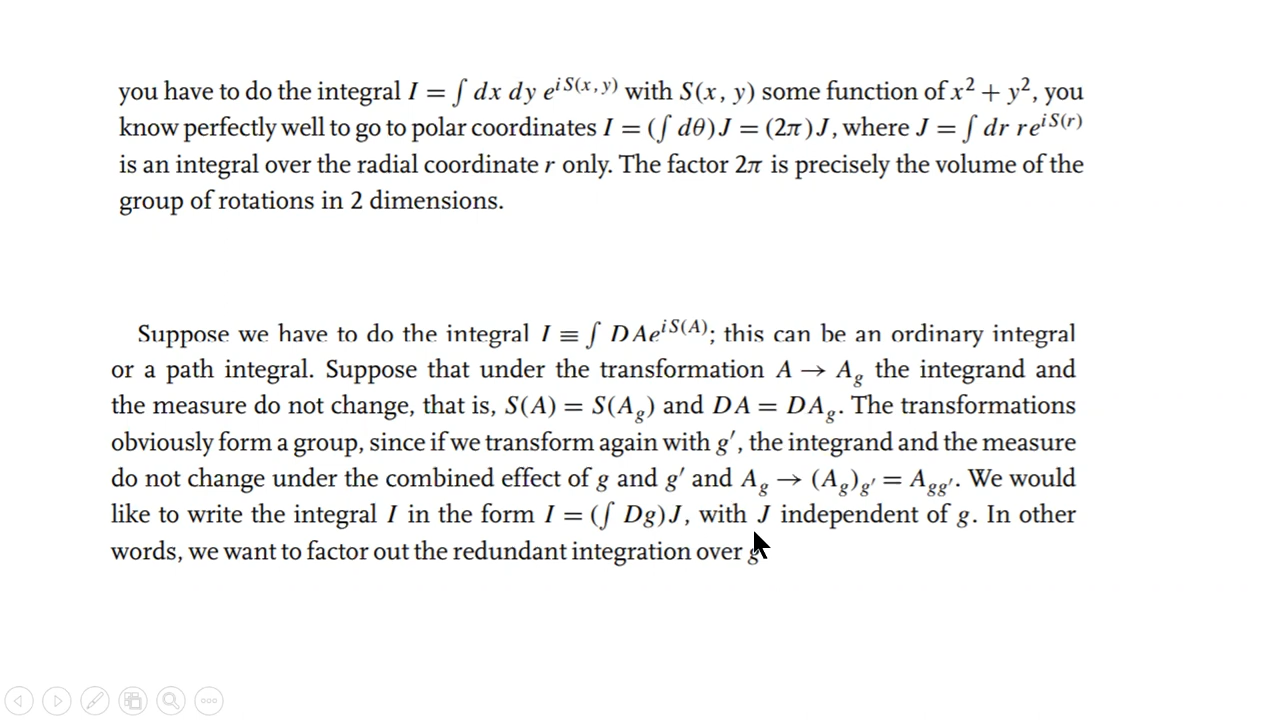 you have to do the integral I = ∫ dx dy e^{iS(x, y)} with S(x, y) some function of x² + y², you
know perfectly well to go to polar coordinates I = (∫ dθ)J = (2π)J, where J = ∫ dr re^{iS(r)}
is an integral over the radial coordinate r only. The factor 2π is precisely the volume of the
group of rotations in 2 dimensions.
Suppose we have to do the integral I ≡ ∫ DAe^{iS(A)}; this can be an ordinary integral
or a path integral. Suppose that under the transformation A → A_g the integrand and
the measure do not change, that is, S(A) = S(A_g) and DA = DA_g. The transformations
obviously form a group, since if we transform again with g′, the integrand and the measure
do not change under the combined effect of g and g′ and A_g → (A_g)_{g′} = A_{gg′}. We would
like to write the integral I in the form I = (∫ Dg)J, with J independent of g. In other
words, we want to factor out the redundant integration over g